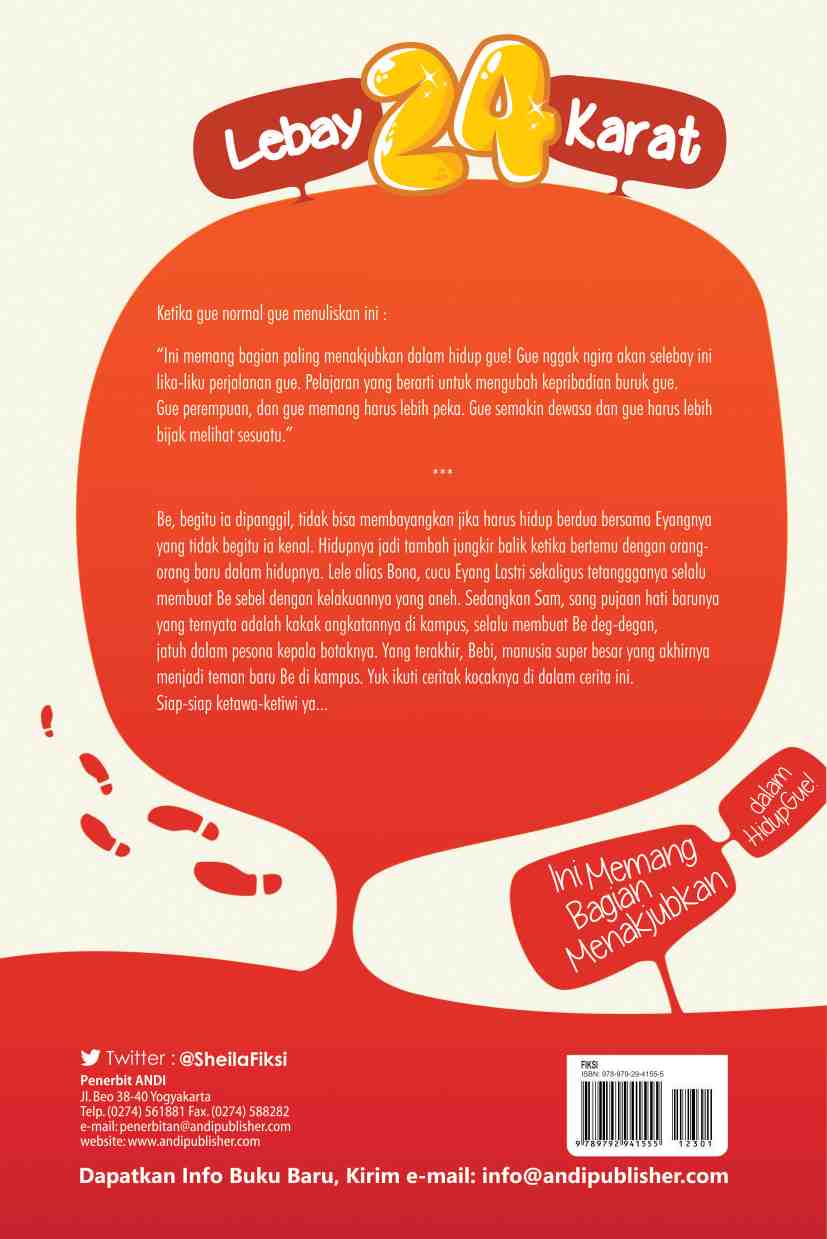 Lebay 24 Karat
Ketika gue normal gue menuliskan ini :
“Ini memang bagian paling menakjubkan dalam hidup gue! Gue nggak ngira akan selebay ini
lika-liku perjalanan gue. Pelajaran yang berarti untuk mengubah kepribadian buruk gue.
Gue perempuan, dan gue memang harus lebih peka. Gue semakin dewasa dan gue harus lebih
bijak melihat sesuatu.”
***
Be, begitu ia dipanggil, tidak bisa membayangkan jika harus hidup berdua bersama Eyangnya
yang tidak begitu ia kenal. Hidupnya jadi tambah jungkir balik ketika bertemu dengan orang-
orang baru dalam hidupnya. Lele alias Bona, cucu Eyang Lastri sekaligus tetanggganya selalu
membuat Be sebel dengan kelakuannya yang aneh. Sedangkan Sam, sang pujaan hati barunya
yang ternyata adalah kakak angkatannya di kampus, selalu membuat Be deg-degan,
jatuh dalam pesona kepala botaknya. Yang terakhir, Bebi, manusia super besar yang akhirnya
menjadi teman baru Be di kampus. Yuk ikuti ceritak kocaknya di dalam cerita ini.
Siap-siap ketawa-ketiwi ya...
Ini Memang
Bagian
Menakjubkan
dalam
HidupGue!
Twitter : @SheilaFiksi
Penerbit ANDI
Jl. Beo 38-40 Yogyakarta
Telp. (0274) 561881 Fax. (0274) 588282
e-mail: penerbitan@andipublisher.com
website: www.andipublisher.com
FIKSI
ISBN: 978-979-29-4155-5
9 789792 941555 12301
Dapatkan Info Buku Baru, Kirim e-mail: info@andipublisher.com